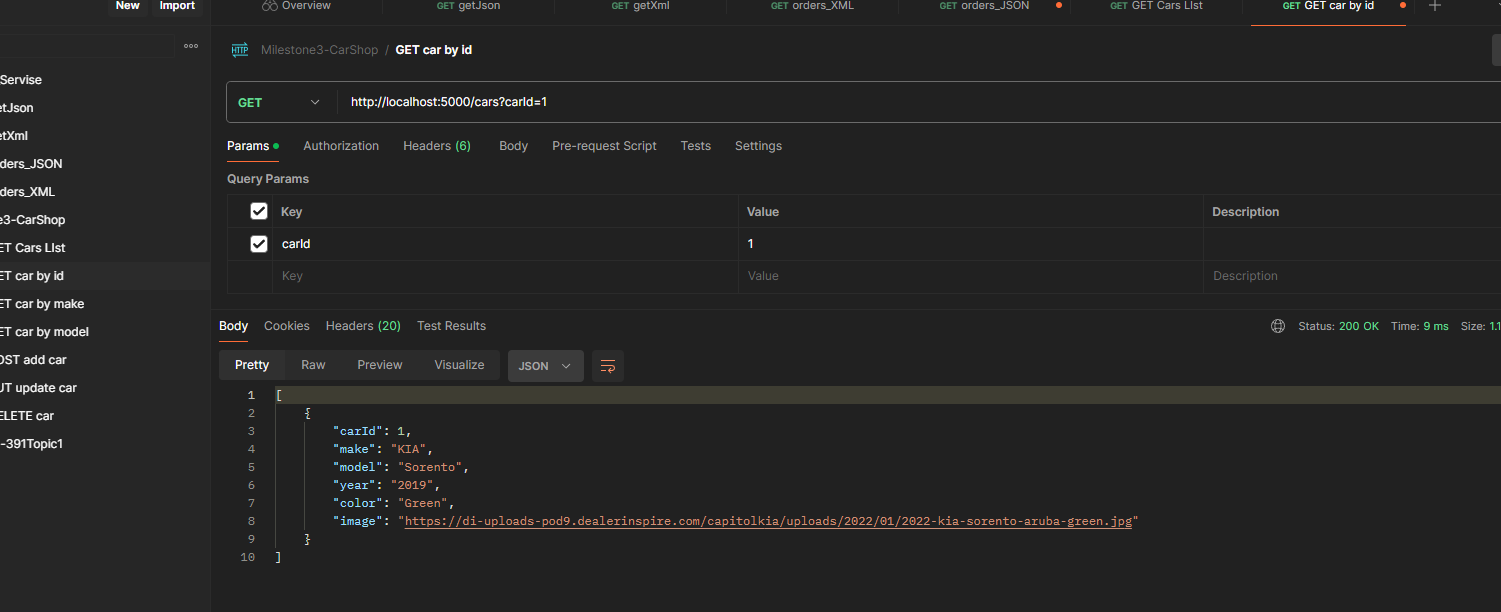 New Import
Overview GET getJson GET getXml GET orders_XML GET orders_JSON GET GET Cars LIst GET GET car by id
HTTP Milestone3-CarShop / GET car by id
GET http://localhost:5000/cars?carId=1
Params Authorization Headers (6) Body Pre-request Script Tests Settings
Query Params
Key Value Description
carId 1
Key Value Description
Servise
etJson
etXml
ders_JSON
ders_XML
e3-CarShop
ET Cars LIst
ET car by id
ET car by make
ET car by model
OST add car
UT update car
ELETE car
-391Topic1
Body Cookies Headers (20) Test Results Status: 200 OK Time: 9 ms Size: 1.1
Pretty Raw Preview Visualize JSON
1 [
2 {
3 "carId": 1,
4 "make": "KIA",
5 "model": "Sorento",
6 "year": "2019",
7 "color": "Green",
8 "image": "https://di-uploads-pod9.dealerinspire.com/capitolkia/uploads/2022/01/2022-kia-sorento-aruba-green.jpg"
9 }
10 ]